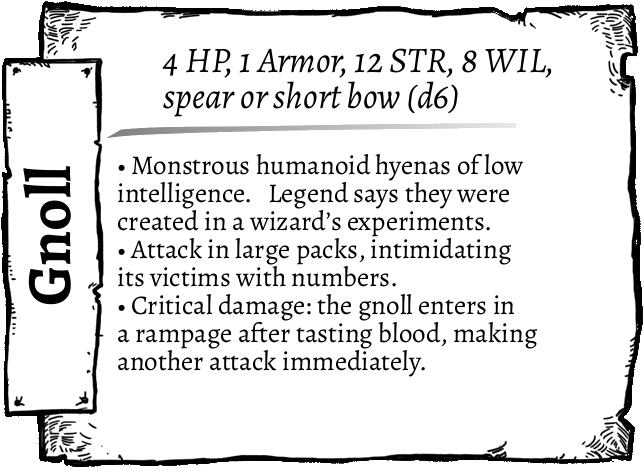 Gnoll
4 HP, 1 Armor, 12 STR, 8 WIL,
spear or short bow (d6)
• Monstrous humanoid hyenas of low
intelligence.   Legend says they were
created in a wizard’s experiments.
• Attack in large packs, intimidating
its victims with numbers.
• Critical damage: the gnoll enters in
a rampage after tasting blood, making
another attack immediately.